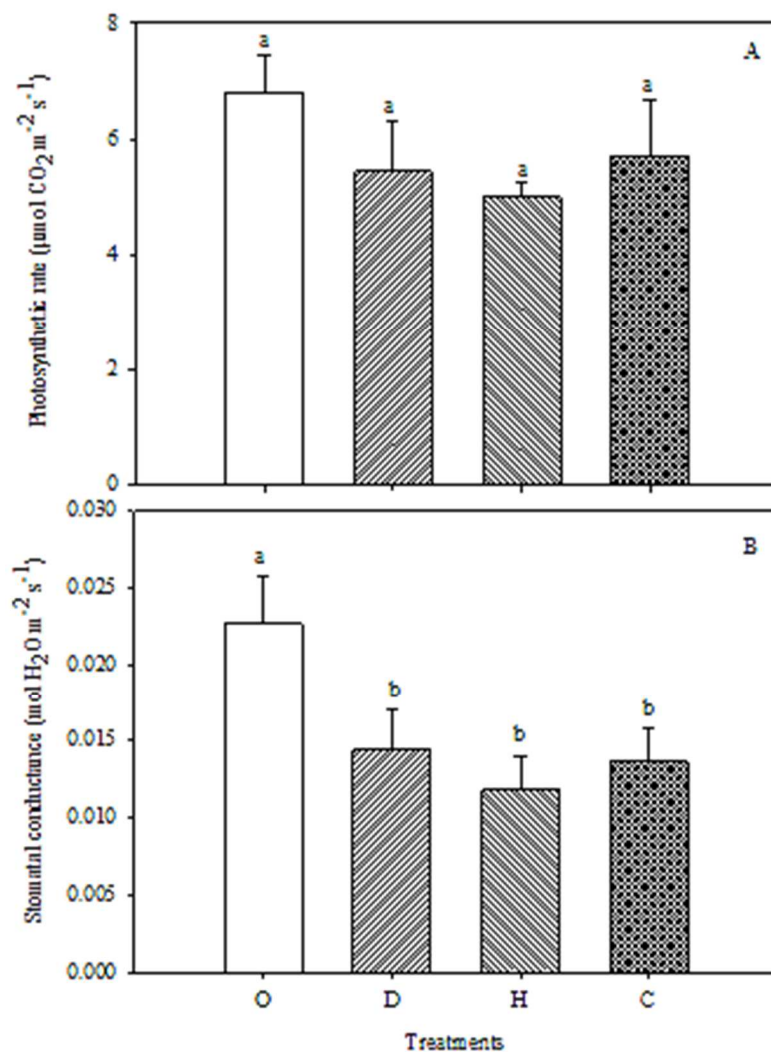 8
6
4
2
0
Photosynthetic rate (µmol CO2 m-2 s-1)
a
a
a
a
A
0.030
0.025
0.020
0.015
0.010
0.005
0.000
Stomatal conductance (mol H2O m-2 s-1)
a
b
b
b
B
O D H C
Treatments